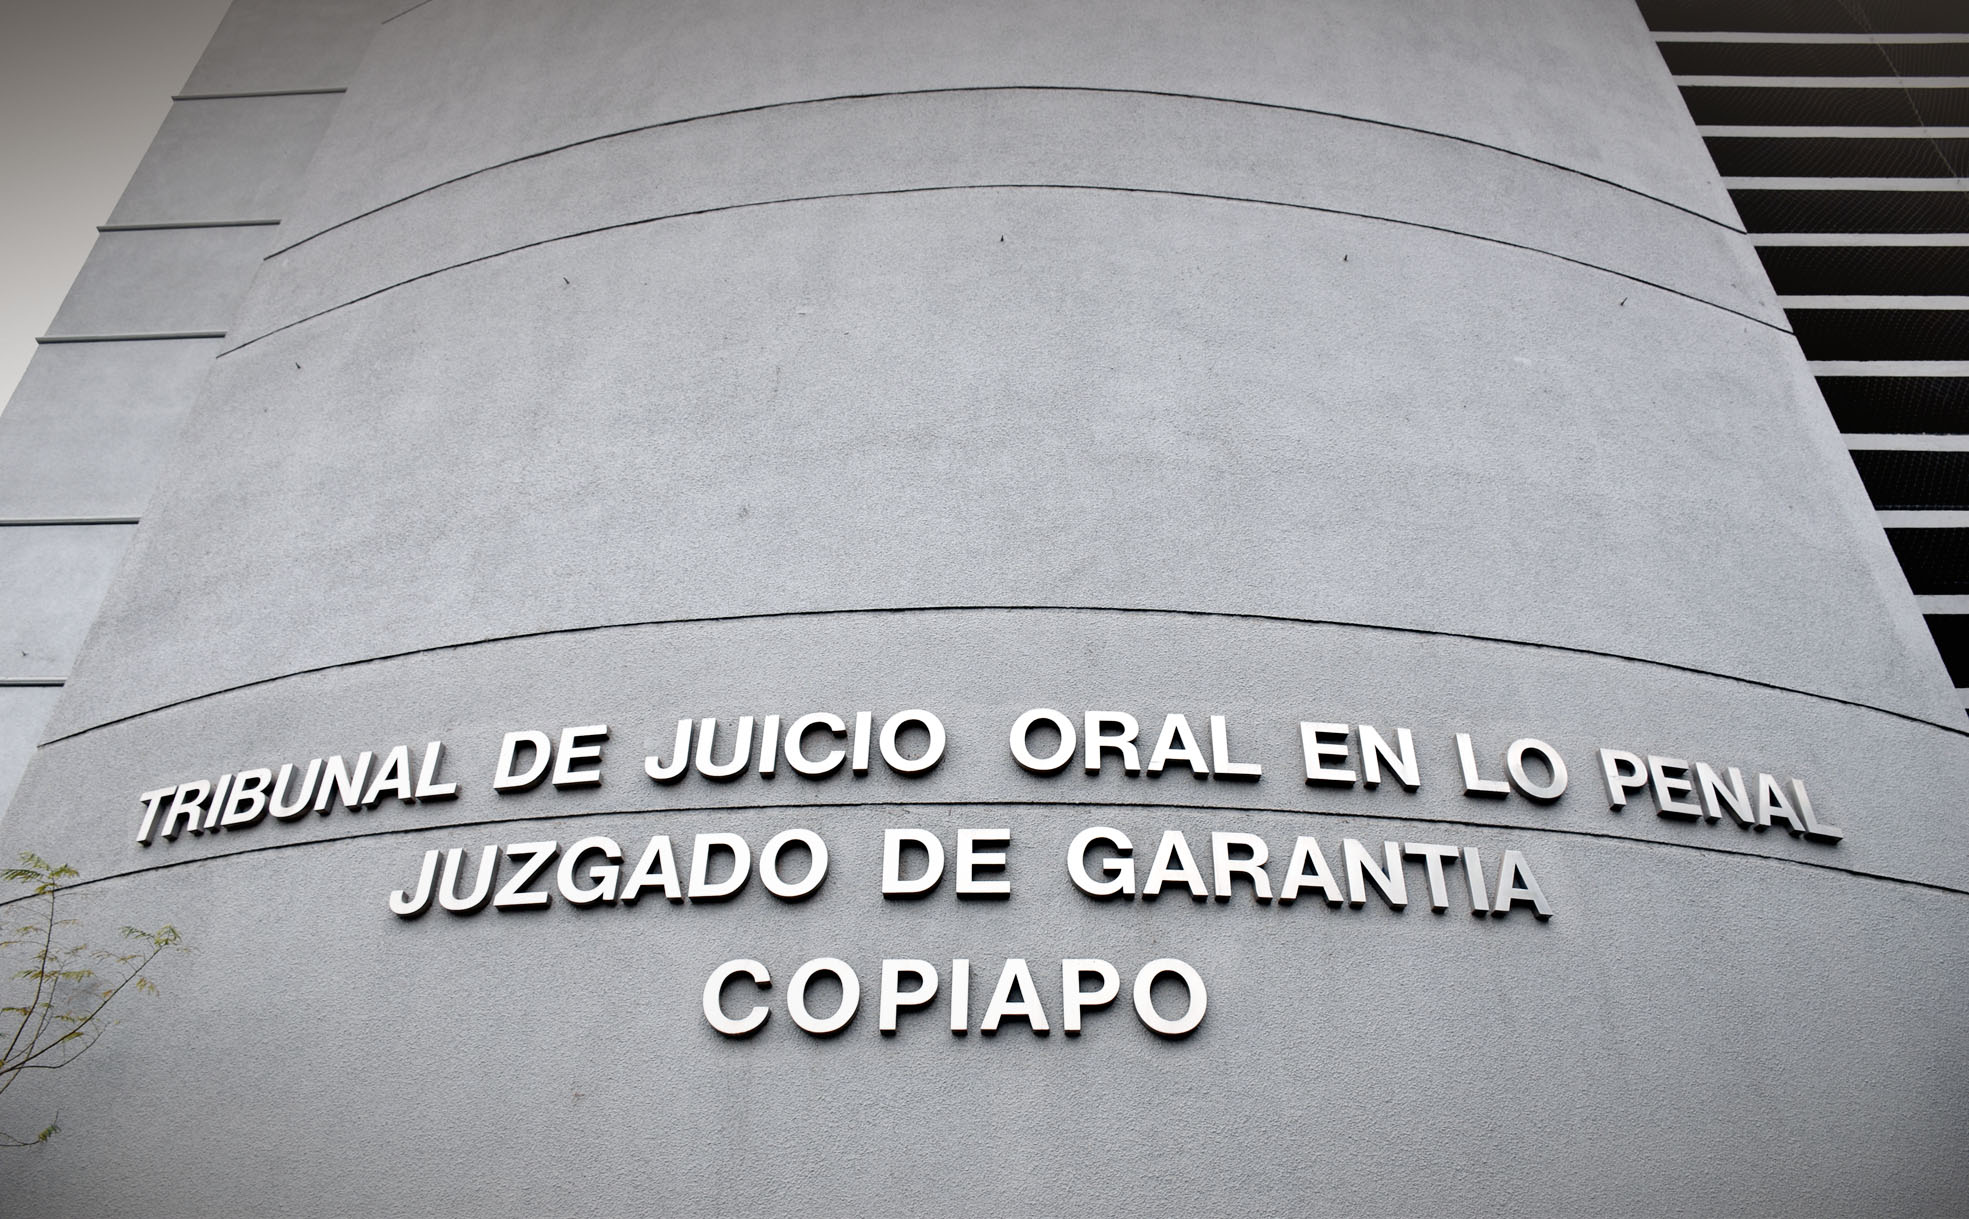 TRIBUNAL DE JUICIO ORAL EN LO PENAL
JUZGADO DE GARANTIA
COPIAPO